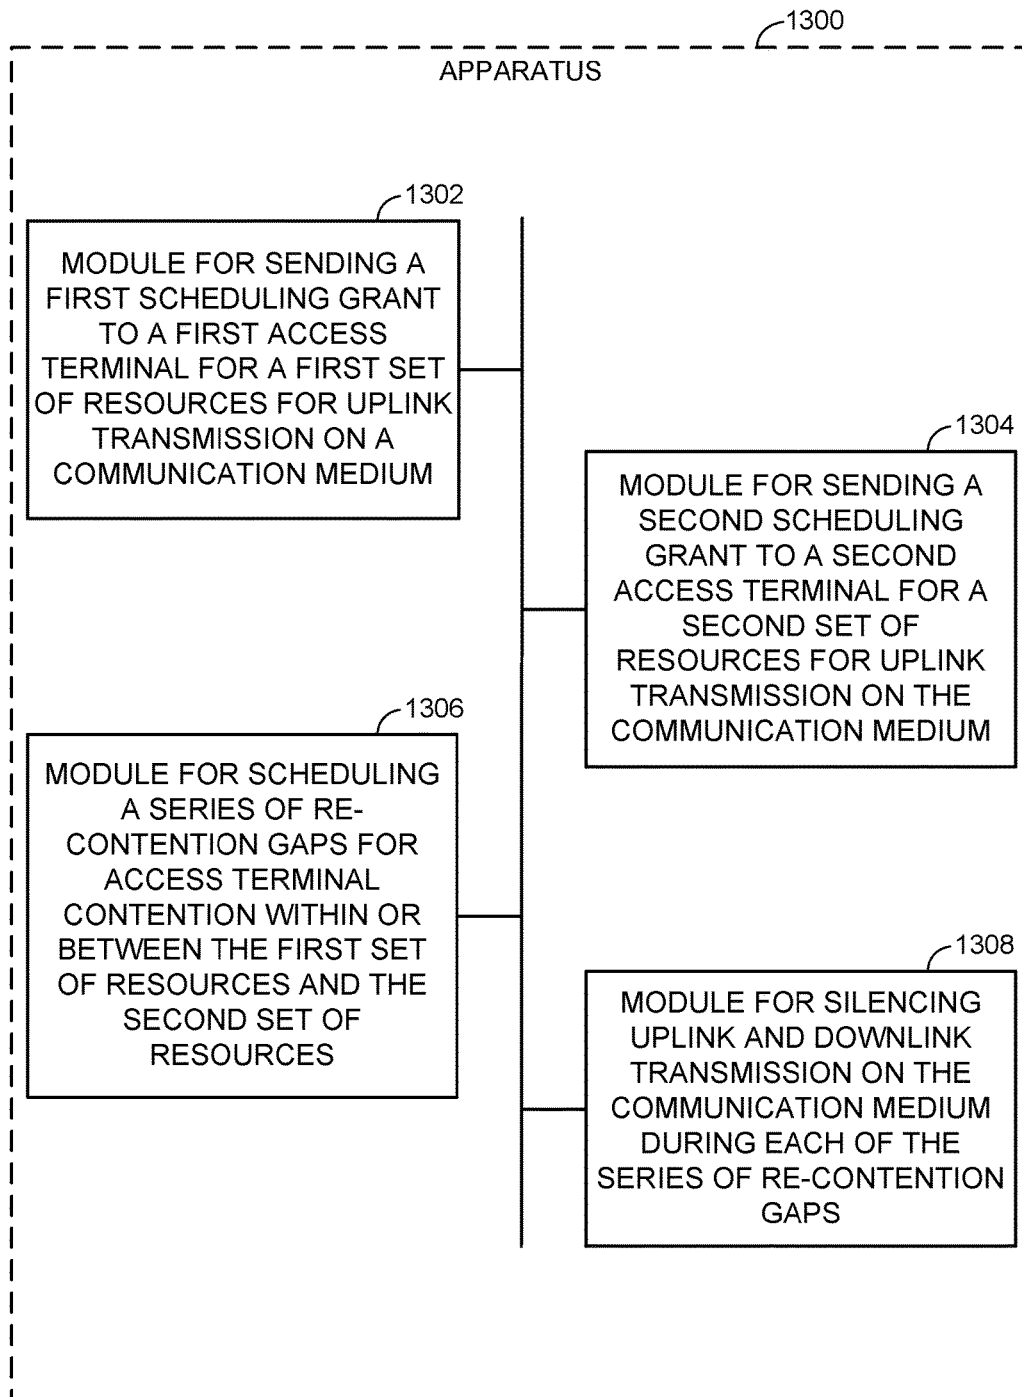 1300
APPARATUS
1302
MODULE FOR SENDING A
FIRST SCHEDULING GRANT
TO A FIRST ACCESS
TERMINAL FOR A FIRST SET
OF RESOURCES FOR UPLINK
TRANSMISSION ON A
COMMUNICATION MEDIUM
1304
MODULE FOR SENDING A
SECOND SCHEDULING
GRANT TO A SECOND
ACCESS TERMINAL FOR A
SECOND SET OF
RESOURCES FOR UPLINK
TRANSMISSION ON THE
COMMUNICATION MEDIUM
1306
MODULE FOR SCHEDULING
A SERIES OF RE-
CONTENTION GAPS FOR
ACCESS TERMINAL
CONTENTION WITHIN OR
BETWEEN THE FIRST SET
OF RESOURCES AND THE
SECOND SET OF
RESOURCES
1308
MODULE FOR SILENCING
UPLINK AND DOWNLINK
TRANSMISSION ON THE
COMMUNICATION MEDIUM
DURING EACH OF THE
SERIES OF RE-CONTENTION
GAPS